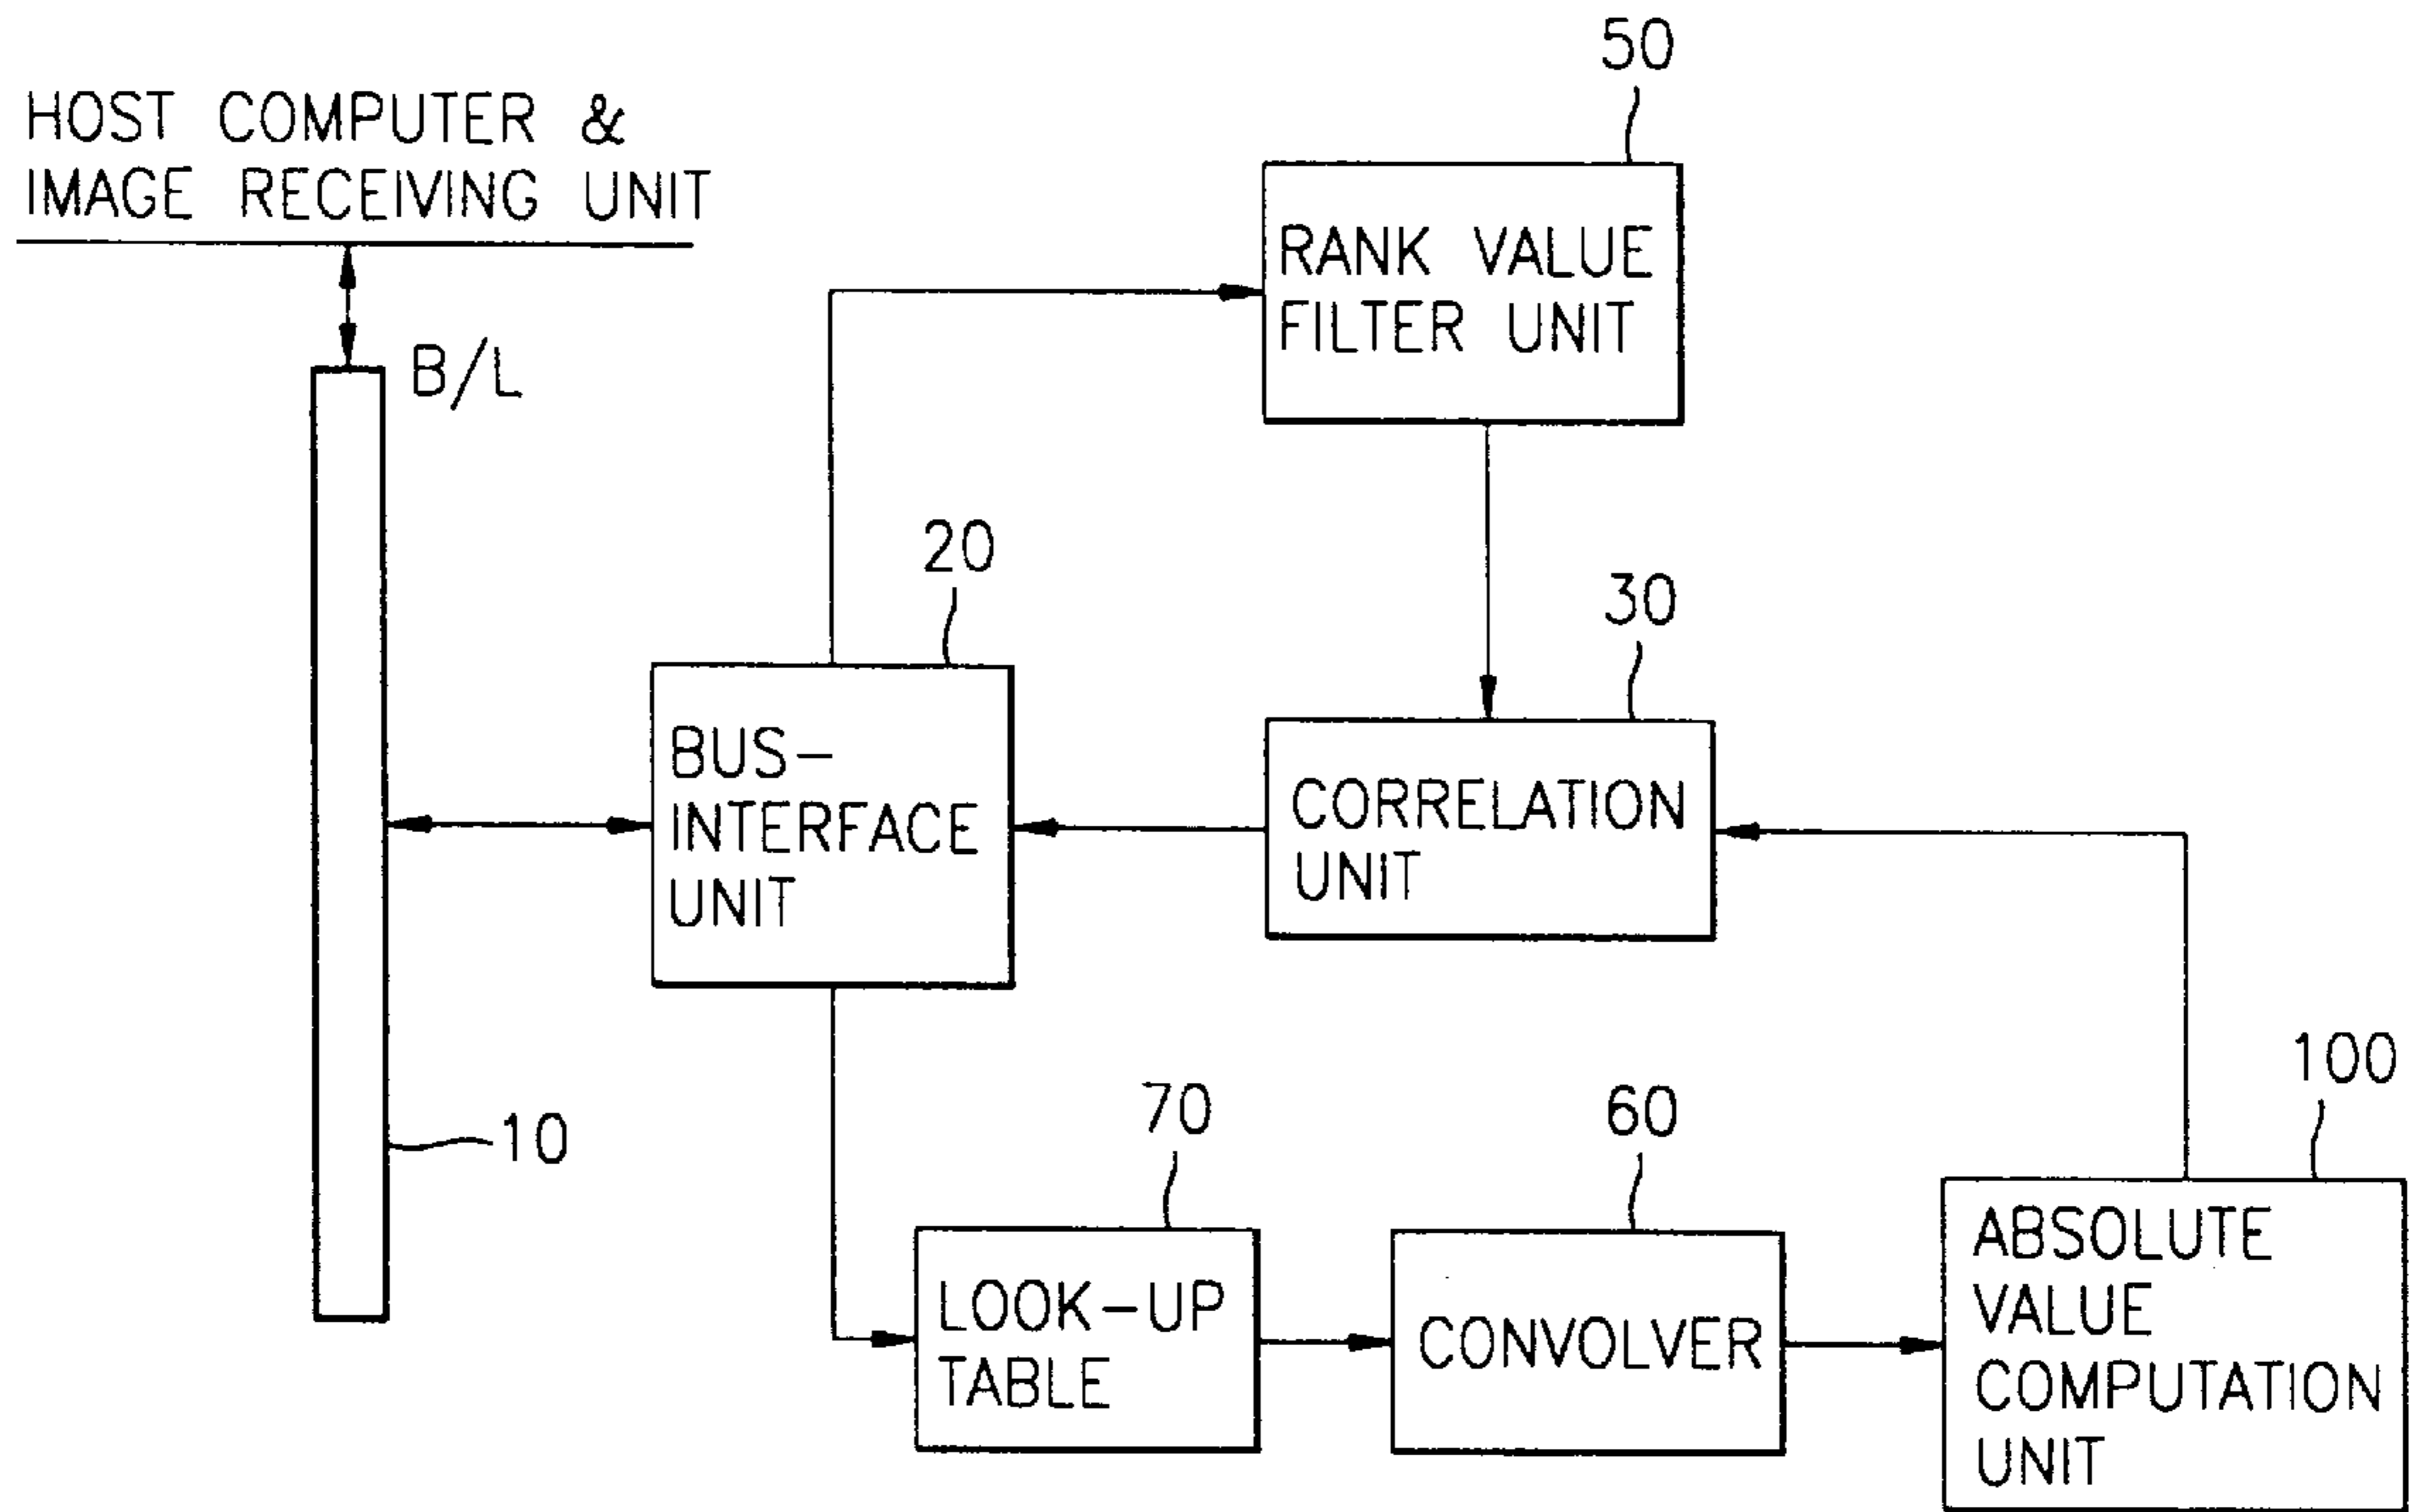 50
HOST COMPUTER &
IMAGE RECEIVING UNIT
RANK VALUE
FILTER UNIT
B/L
20
30
BUS-
INTERFACE
UNIT
CORRELATION
UNIT
100
10
70
60
LOOK-UP
TABLE
CONVOLVER
ABSOLUTE
VALUE
COMPUTATION
UNIT